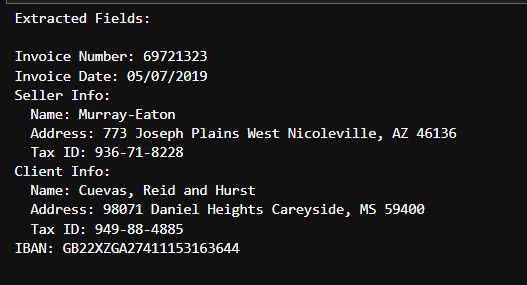 Extracted Fields:
Invoice Number: 69721323
Invoice Date: 05/07/2019
Seller Info:
Name: Murray-Eaton
Address: 773 Joseph Plains West Nicoleville, AZ 46136
Tax ID: 936-71-8228
Client Info:
Name: Cuevas, Reid and Hurst
Address: 98071 Daniel Heights Careyside, MS 59400
Tax ID: 949-88-4885
IBAN: GB22XZGA27411153163644